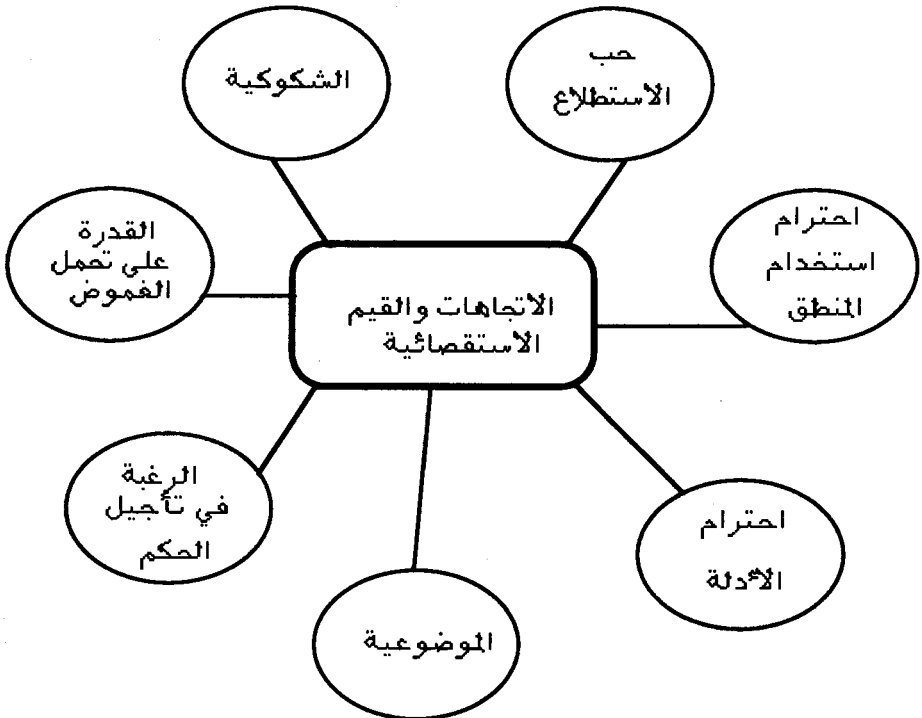 الاتجاهات والقيم
الاستقصائية
حب
الاستطلاع
احترام
استخدام
المنطق
احترام
الأدلة
الموضوعية
الرغبة
في تأجيل
الحكم
القدرة
على تحمل
الغموض
الشكوكية